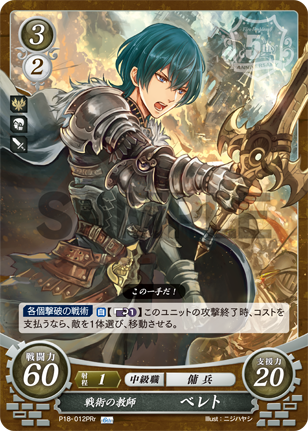 3
2
SAMPLE
この一手だ!
各個撃破の戦術 自 [ 1] このユニットの攻撃終了時、コストを
支払うなら、敵を1体選び、移動させる。
戦闘力
60
射程 1 中級職 傭兵
支援力
20
戦術の教師 ベレト
P18-012PRr
Illust:ニジハヤシ